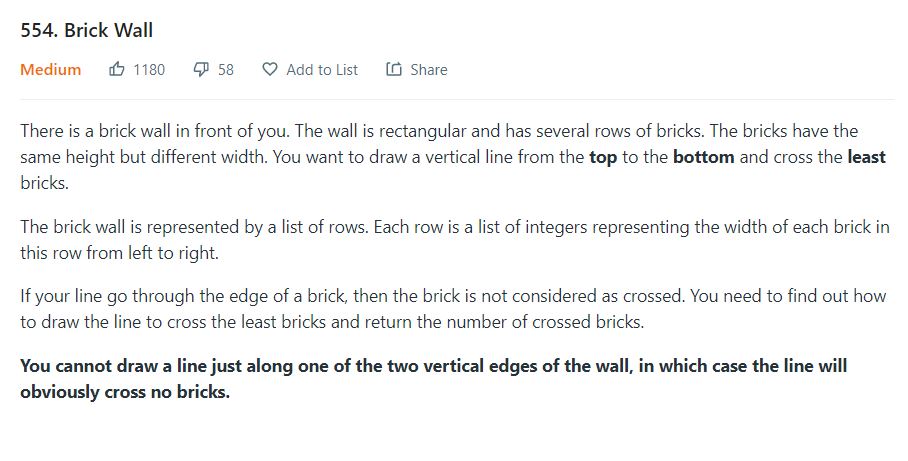 554. Brick Wall
Medium 1180 58 Add to List Share
There is a brick wall in front of you. The wall is rectangular and has several rows of bricks. The bricks have the
same height but different width. You want to draw a vertical line from the top to the bottom and cross the least
bricks.
The brick wall is represented by a list of rows. Each row is a list of integers representing the width of each brick in
this row from left to right.
If your line go through the edge of a brick, then the brick is not considered as crossed. You need to find out how
to draw the line to cross the least bricks and return the number of crossed bricks.
You cannot draw a line just along one of the two vertical edges of the wall, in which case the line will
obviously cross no bricks.